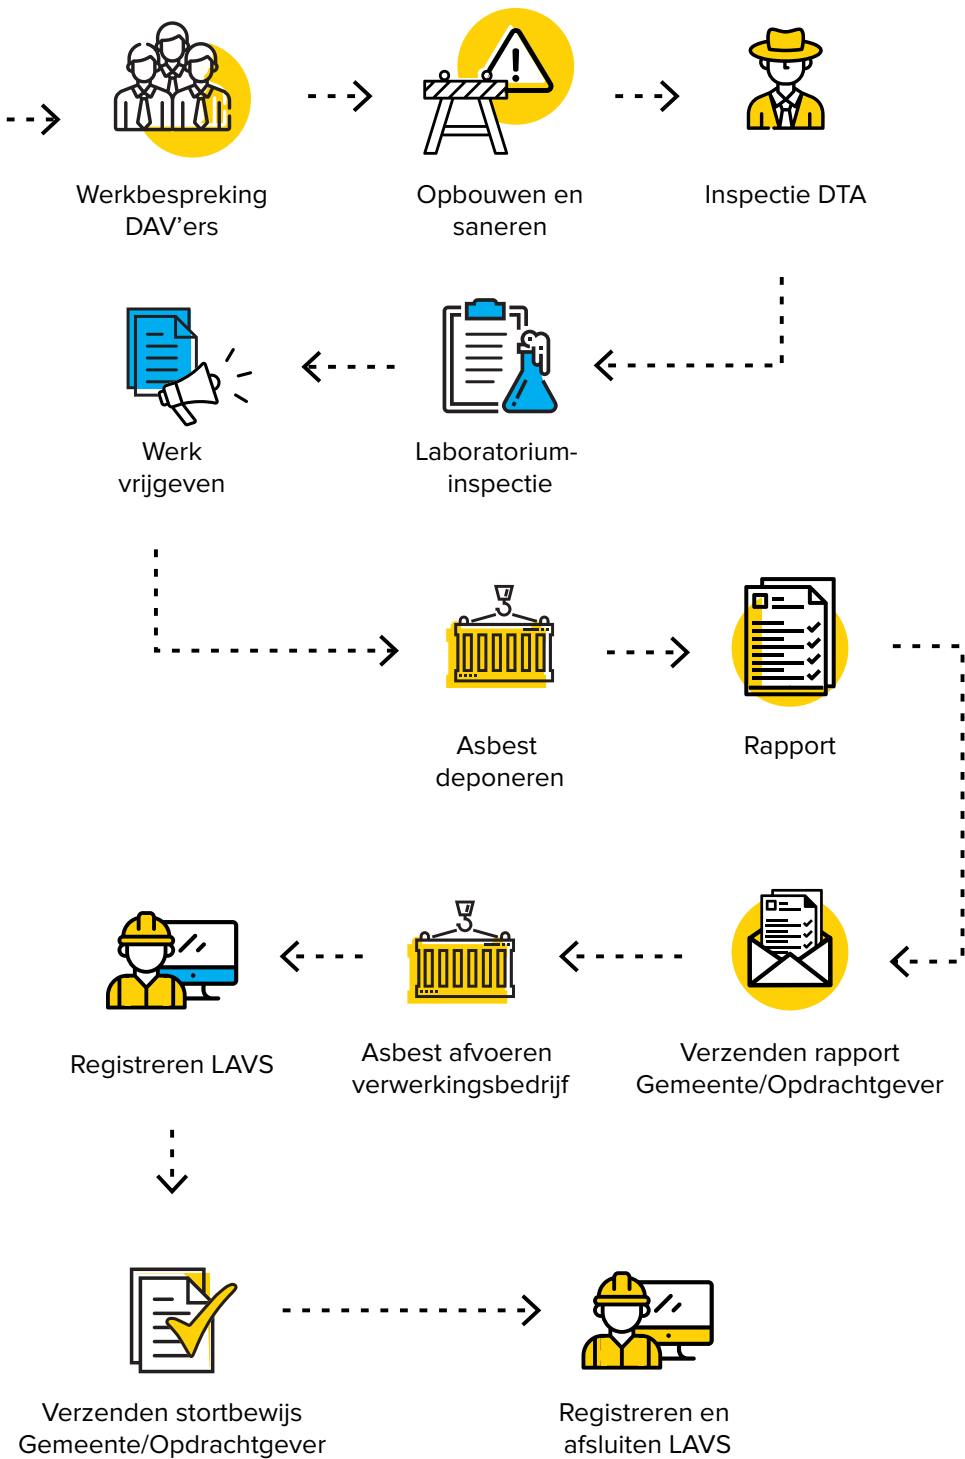 Werkbespreking
DAV'ers
Opbouwen en
saneren
Inspectie DTA
Laboratorium-
inspectie
Werk
vrijgeven
Asbest
deponeren
Rapport
Verzenden rapport
Gemeente/Opdrachtgever
Asbest afvoeren
verwerkingsbedrijf
Registreren LAVS
Verzenden stortbewijs
Gemeente/Opdrachtgever
Registreren en
afsluiten LAVS